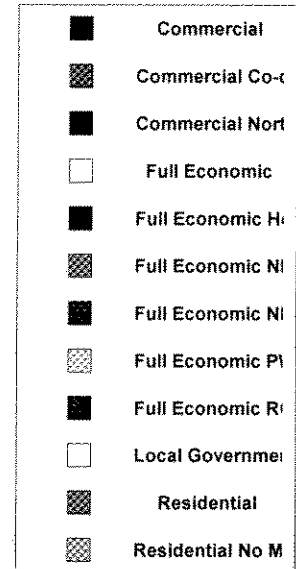 Commercial
Commercial Co-
Commercial Nort
Full Economic
Full Economic H
Full Economic N
Full Economic N
Full Economic P
Full Economic R
Local Governme
Residential
Residential No M